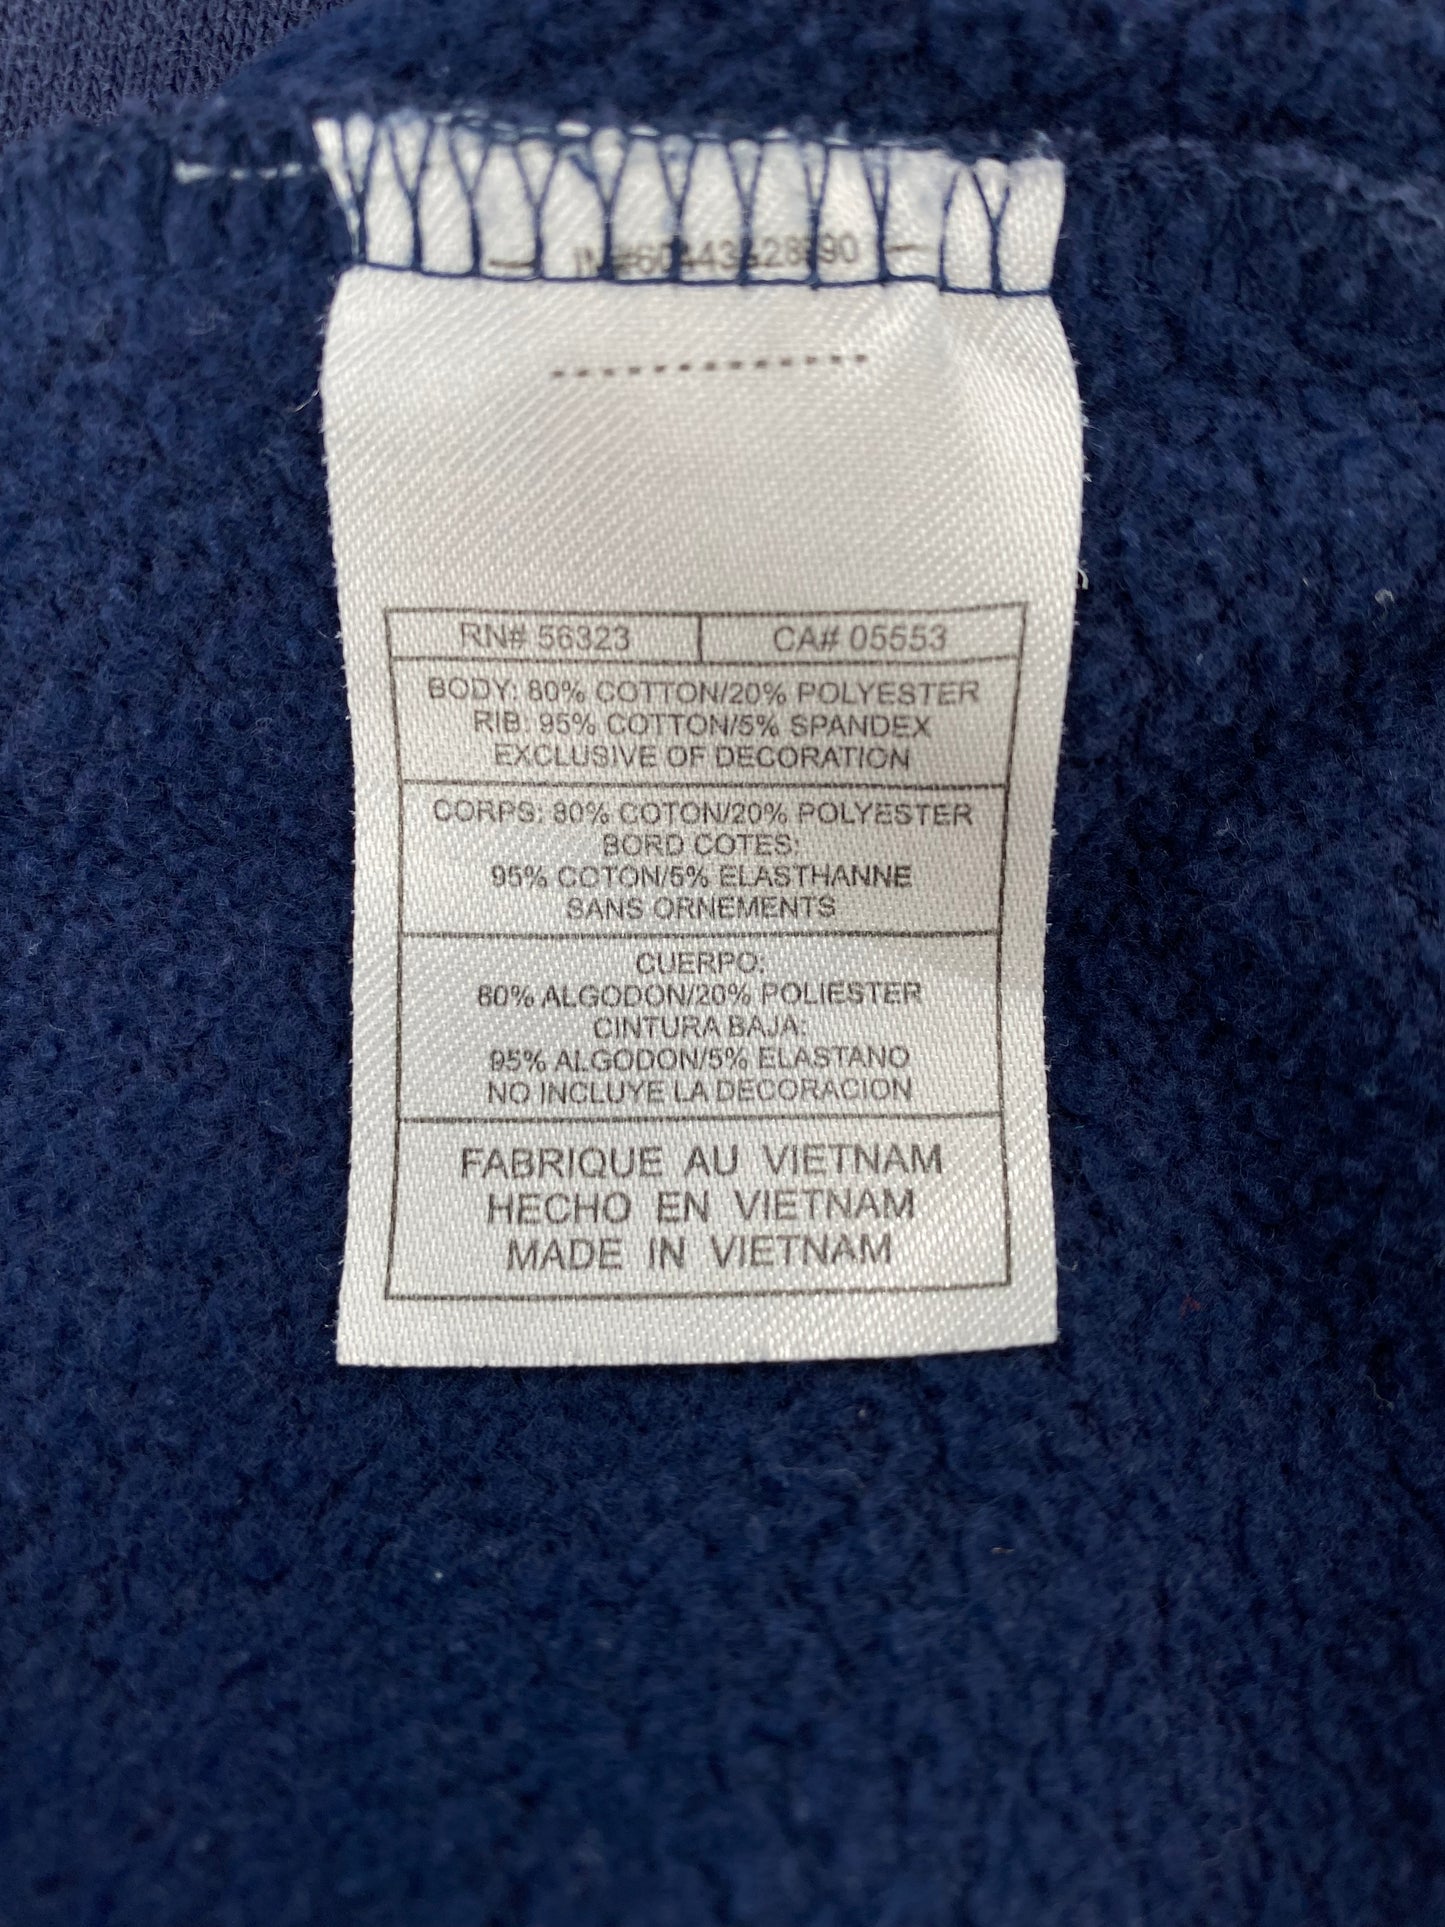 RN# 56323 CA# 05553
BODY: 80% COTTON/20% POLYESTER
RIB: 95% COTTON/5% SPANDEX
EXCLUSIVE OF DECORATION
CORPS: 80% COTON/20% POLYESTER
BORD COTES:
95% COTON/5% ELASTHANNE
SANS ORNEMENTS
CUERPO:
80% ALGODON/20% POLIESTER
CINTURA BAJA:
95% ALGODON/5% ELASTANO
NO INCLUYE LA DECORACION
FABRIQUE AU VIETNAM
HECHO EN VIETNAM
MADE IN VIETNAM